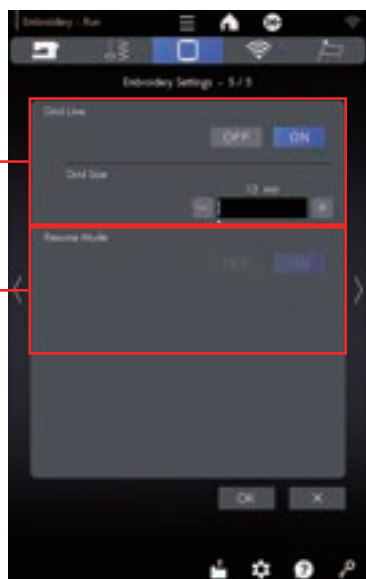 Embroidery - Run
Embroidery Settings - 5 / 5
Grid Line
OFF ON
Grid Size
10 mm
− +
Resume Mode
OFF ON
OK X
?